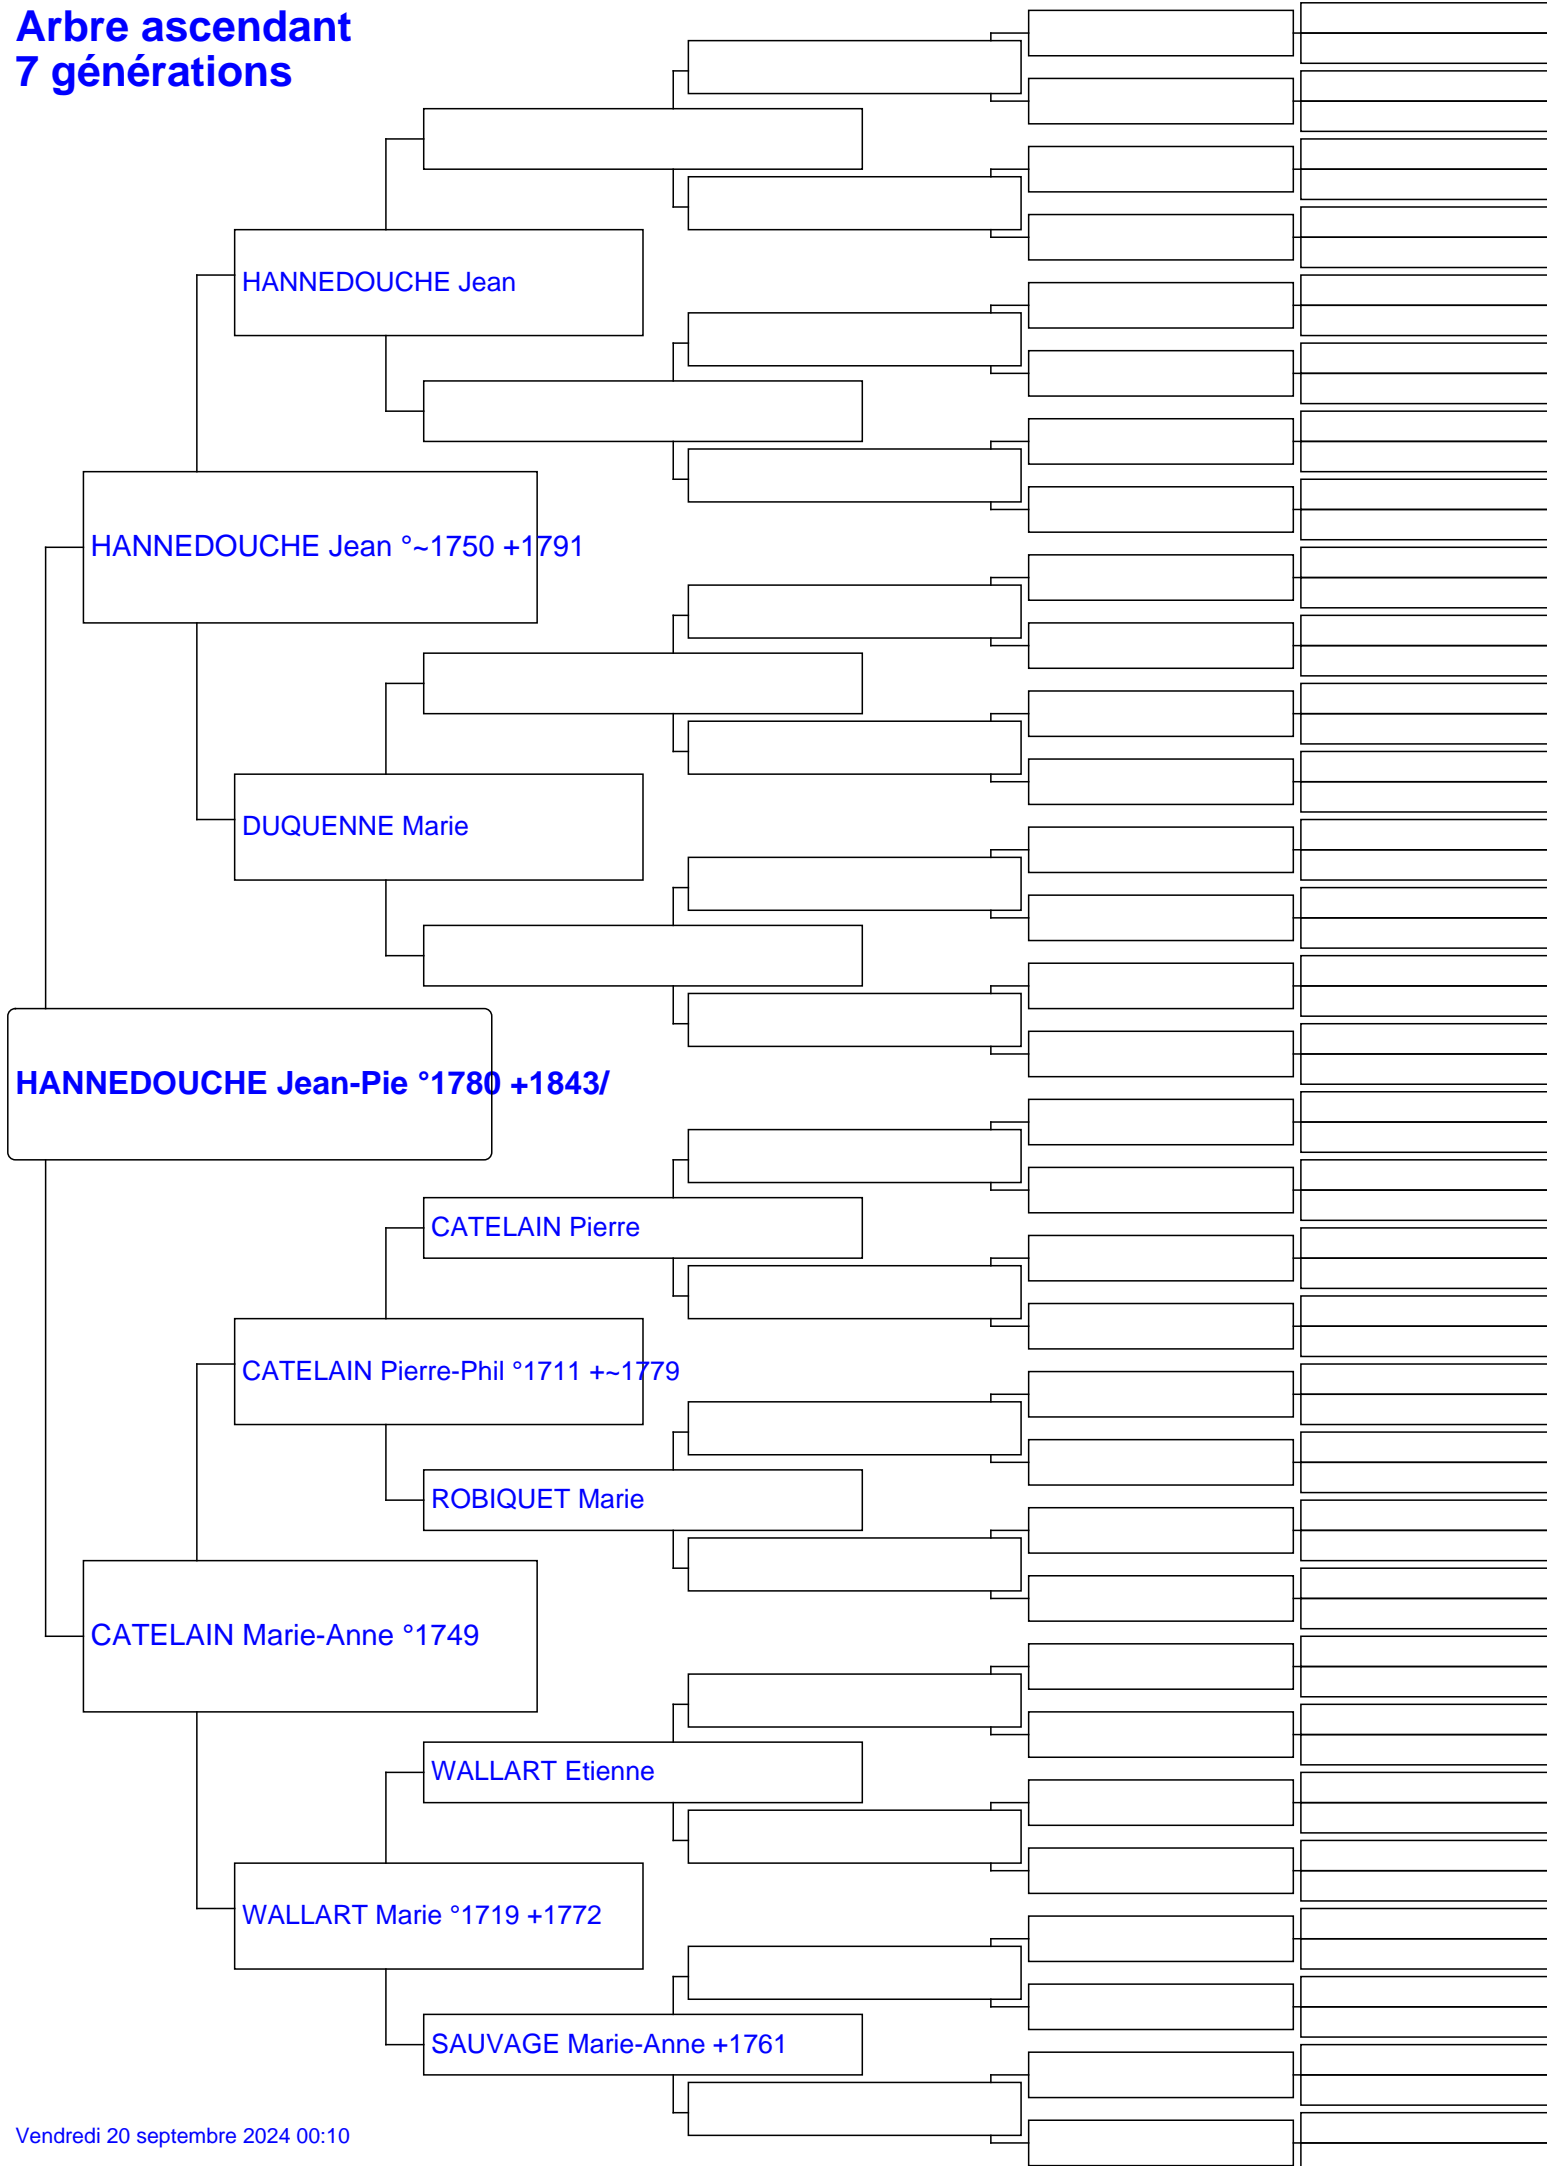 Arbre ascendant
7 générations
HANNEDOUCHE Jean
HANNEDOUCHE Jean °~1750 +1791
DUQUENNE Marie
HANNEDOUCHE Jean-Pie °1780 +1843/
CATELAIN Pierre
CATELAIN Pierre-Phil °1711 +~1779
ROBIQUET Marie
CATELAIN Marie-Anne °1749
WALLART Etienne
WALLART Marie °1719 +1772
SAUVAGE Marie-Anne +1761
Vendredi 20 septembre 2024 00:10